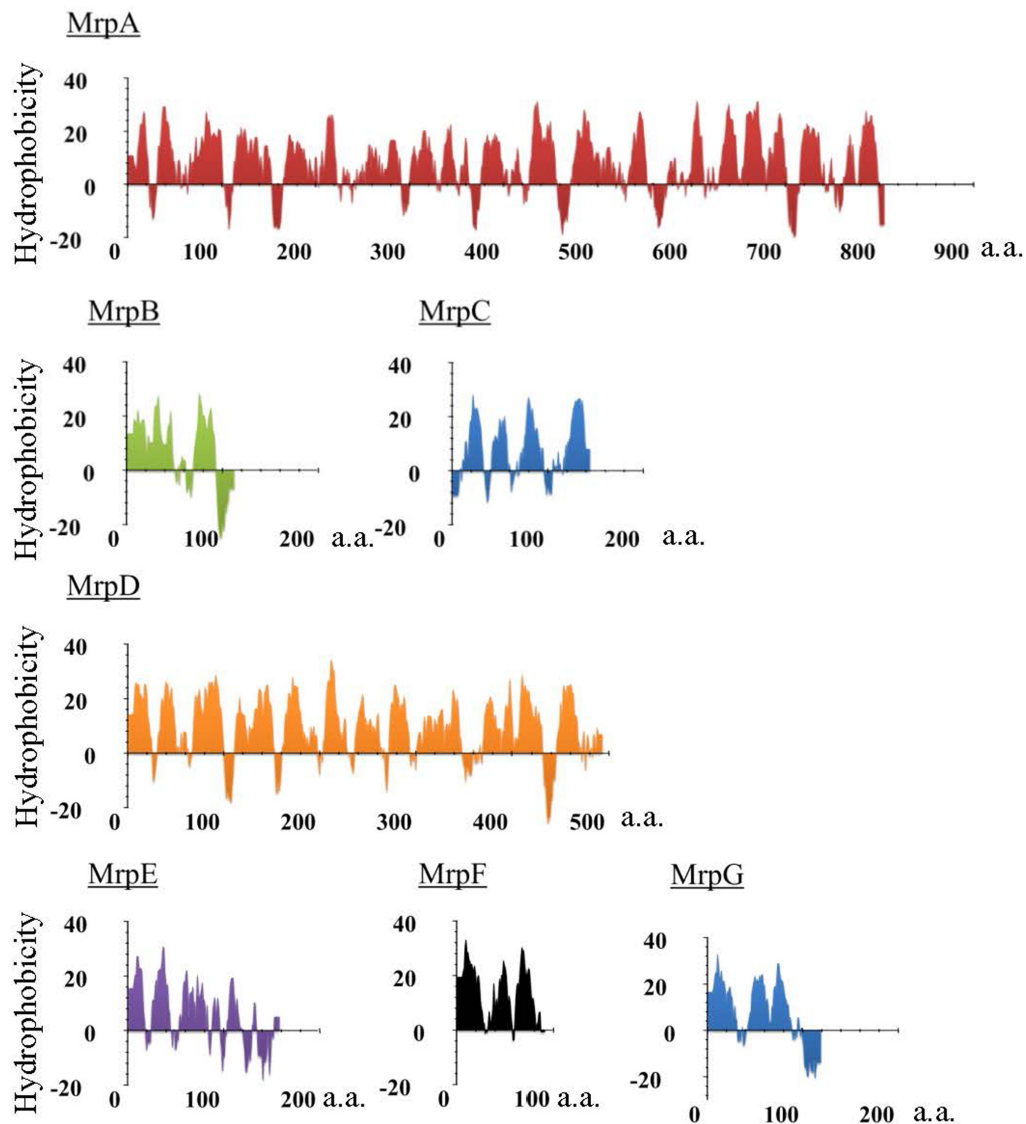 MrpA
Hydrophobicity
40
20
0
-20
0 100 200 300 400 500 600 700 800 900 a.a.
MrpB MrpC
Hydrophobicity
40 40
20 20
0 0
-20 -20
0 100 200 a.a. 0 100 200 a.a.
MrpD
Hydrophobicity
40
20
0
-20
0 100 200 300 400 500 a.a.
MrpE MrpF MrpG
Hydrophobicity
40 40 40
20 20 20
0 0 0
-20 -20 -20
0 100 200 a.a. 0 100 a.a. 0 100 200 a.a.